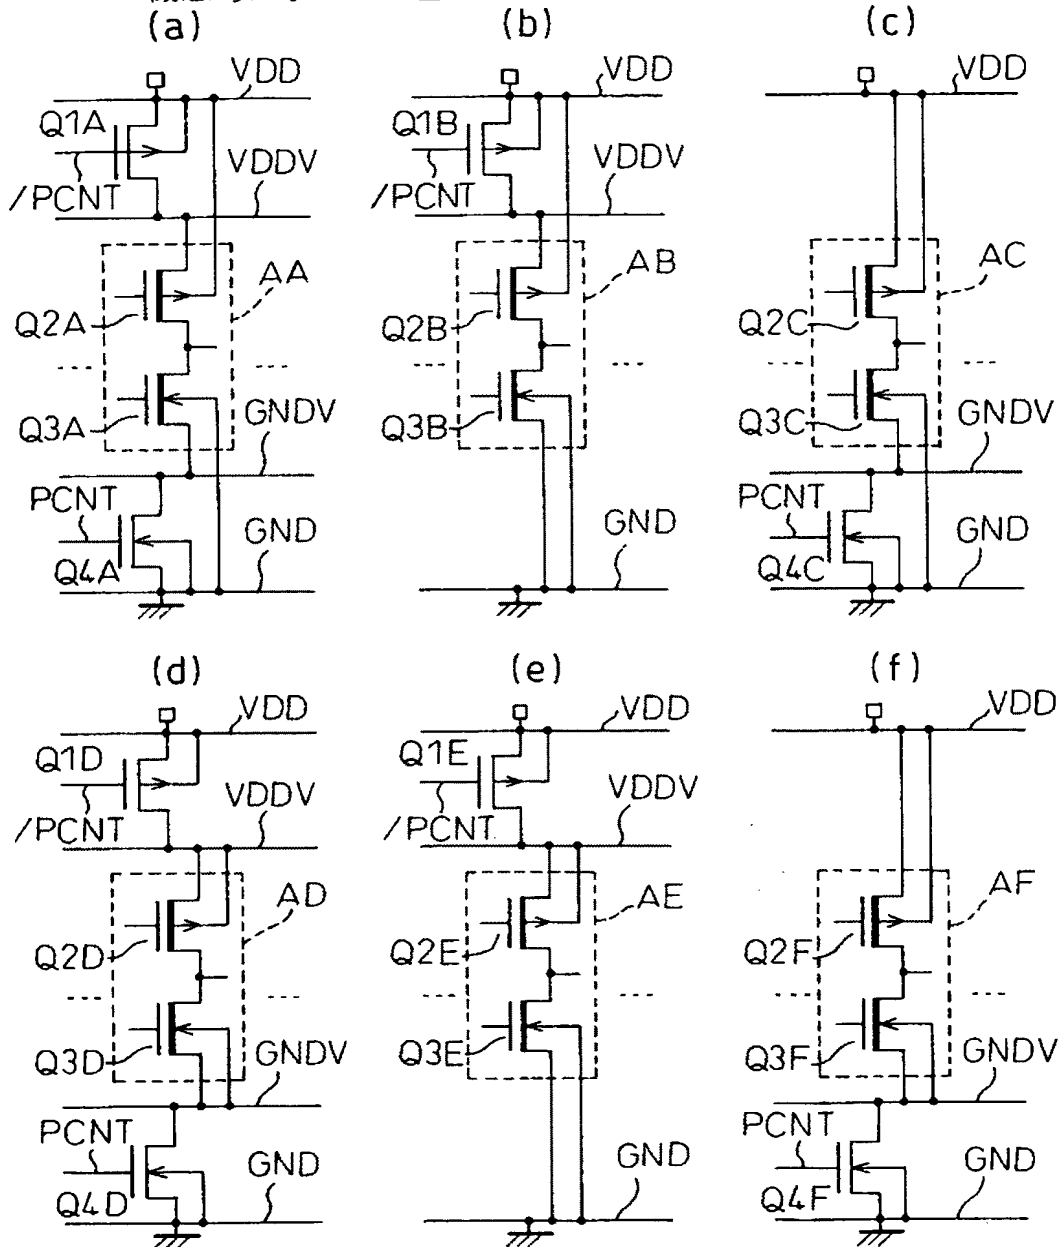 (a)
VDD
Q1A
VDDV
/PCNT
AA
Q2A
Q3A
GNDV
PCNT
GND
Q4A
(b)
VDD
Q1B
VDDV
/PCNT
AB
Q2B
Q3B
GND
(c)
VDD
AC
Q2C
Q3C
GNDV
PCNT
GND
Q4C
(d)
VDD
Q1D
VDDV
/PCNT
AD
Q2D
Q3D
GNDV
PCNT
GND
Q4D
(e)
VDD
Q1E
VDDV
/PCNT
AE
Q2E
Q3E
GND
(f)
VDD
AF
Q2F
Q3F
GNDV
PCNT
GND
Q4F